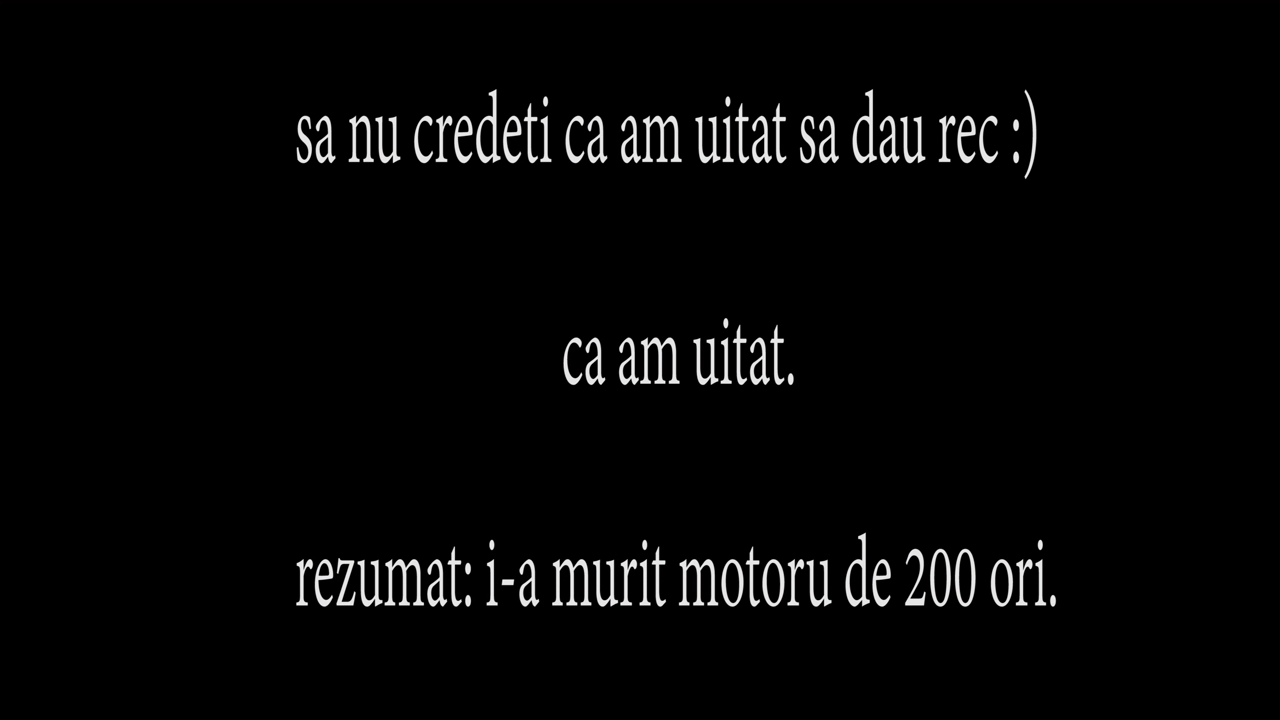 sa nu credeti ca am uitat sa dau rec :)
ca am uitat.
rezumat: i-a murit motoru de 200 ori.